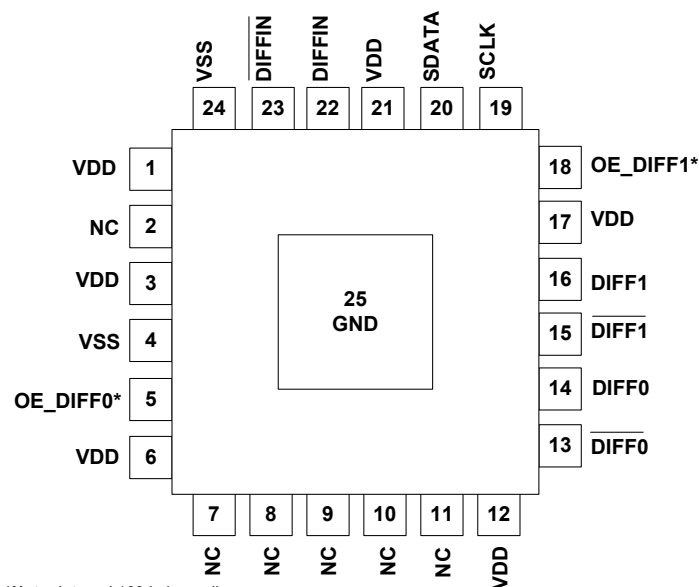 VSS
DIFFIN
DIFFIN
VDD
SDATA
SCLK
24 23 22 21 20 19
VDD 1
NC 2
VDD 3
VSS 4
OE_DIFF0* 5
VDD 6
25
GND
18 OE_DIFF1*
17 VDD
16 DIFF1
15 DIFF1
14 DIFF0
13 DIFF0
7 8 9 10 11 12
NC
NC
NC
NC
NC
VDD